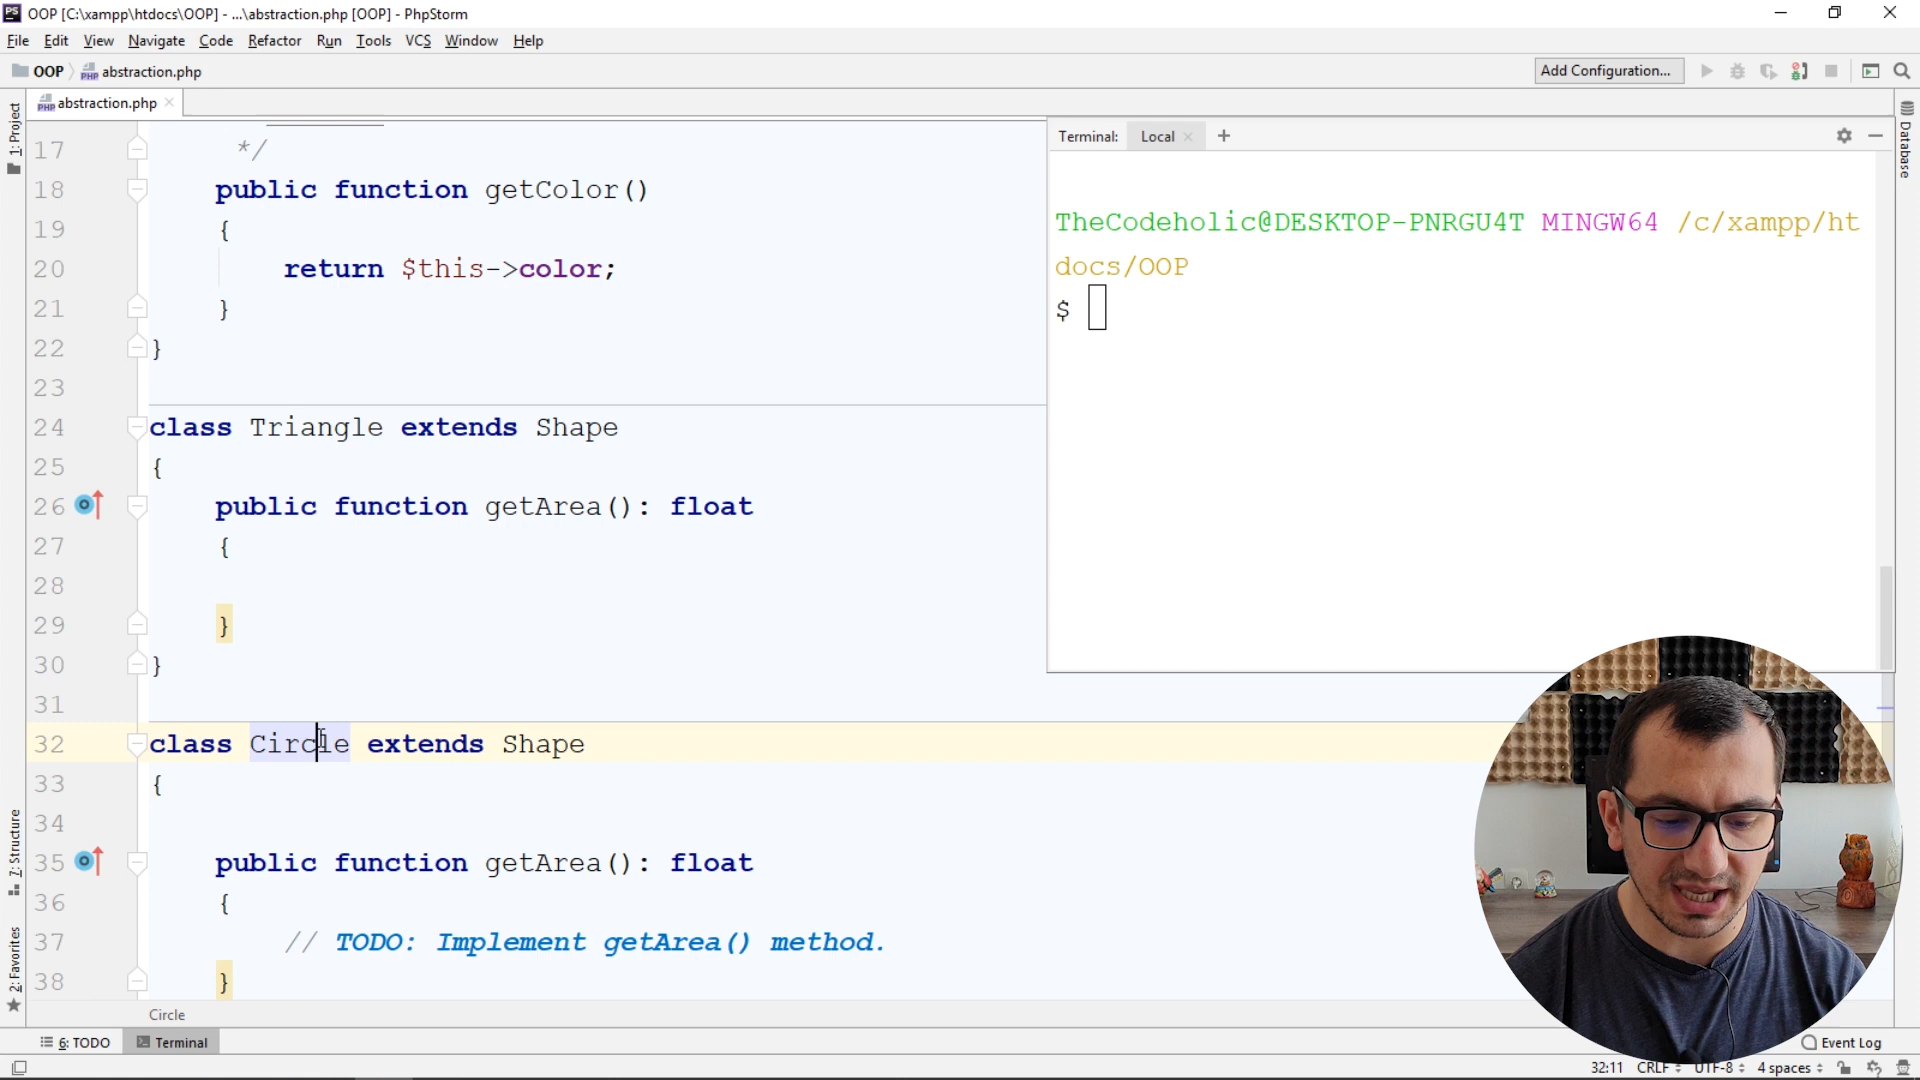 OOP [C:\xampp\htdocs\OOP] - ...\abstraction.php [OOP] - PhpStorm
File Edit View Navigate Code Refactor Run Tools VCS Window Help
OOP abstraction.php Add Configuration...
abstraction.php
1: Project
7: Structure
2: Favorites
Database
17 */
18 public function getColor()
19 {
20 return $this->color;
21 }
22 }
23
24 class Triangle extends Shape
25 {
26 public function getArea(): float
27 {
28
29 }
30 }
31
32 class Circle extends Shape
33 {
34
35 public function getArea(): float
36 {
37 // TODO: Implement getArea() method.
38 }
Terminal: Local +
TheCodeholic@DESKTOP-PNRGU4T MINGW64 /c/xampp/ht
docs/OOP
$
Circle
6: TODO Terminal Event Log
32:11 CRLF UTF-8 4 spaces